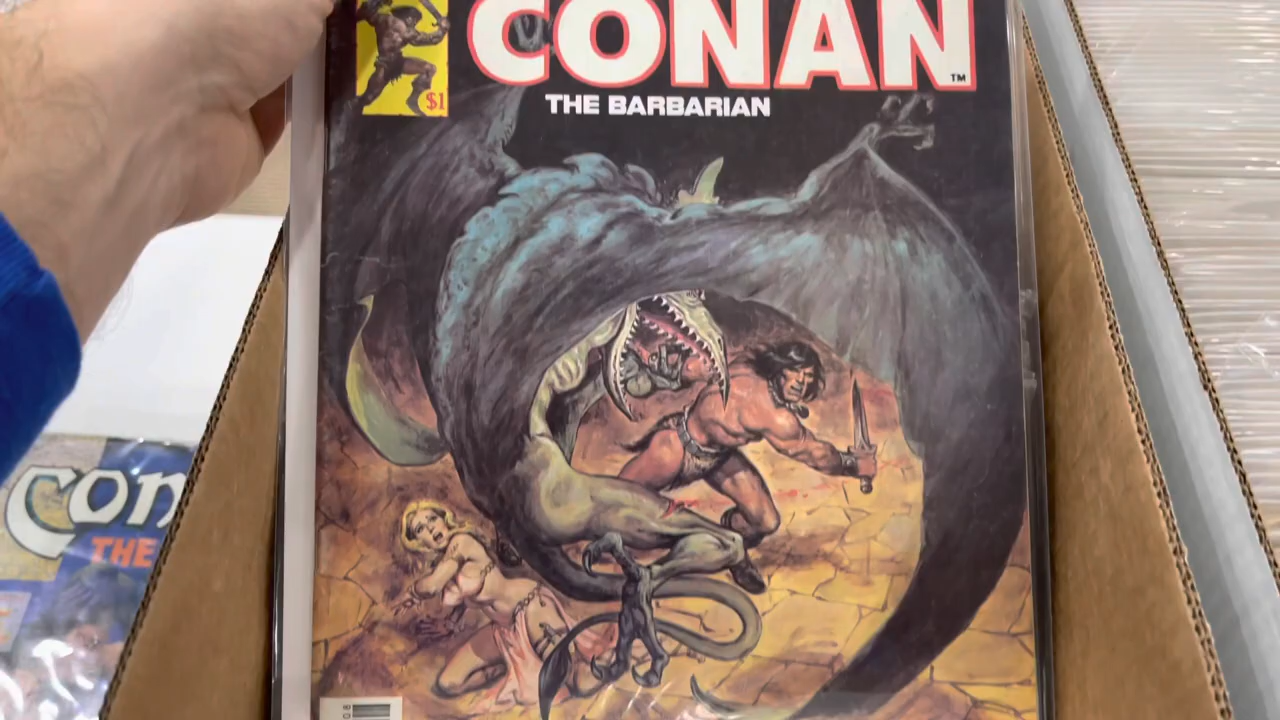 CONAN
TM
$1
THE BARBARIAN
CON
THE